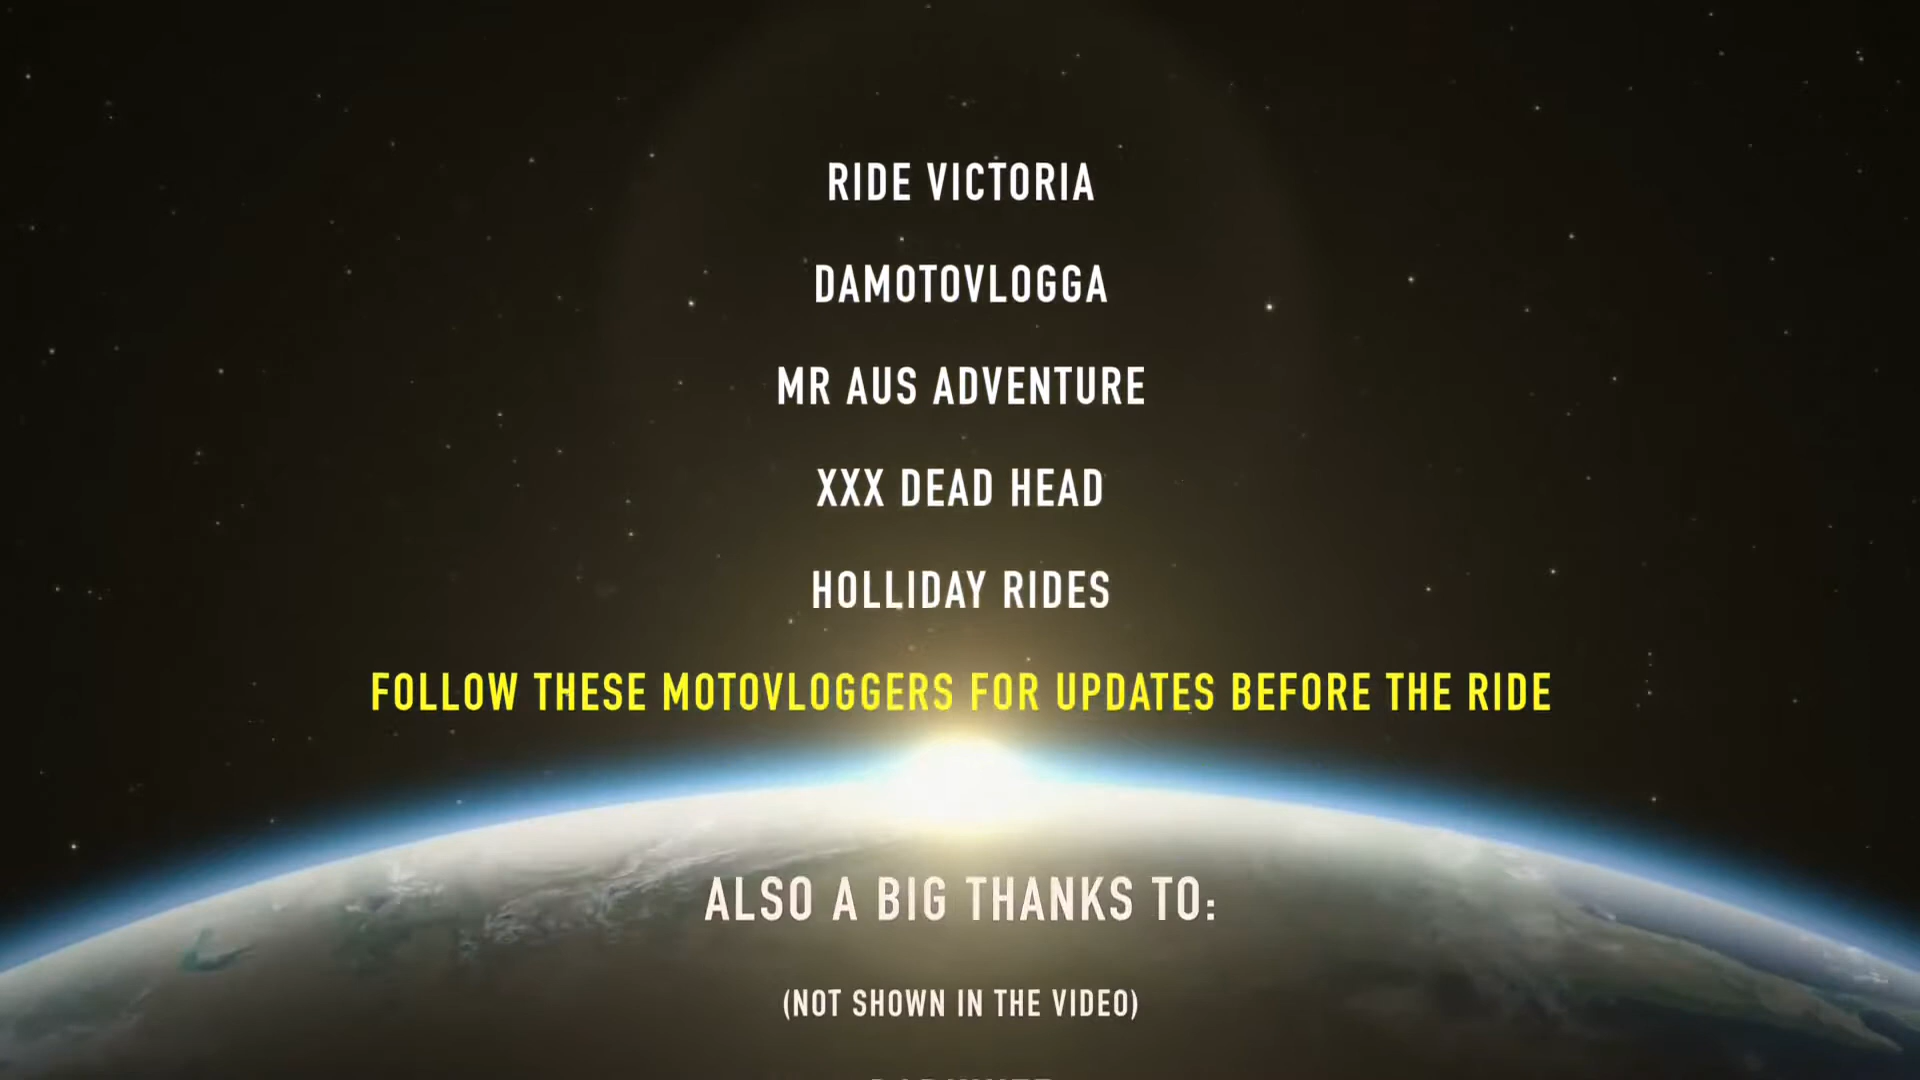 RIDE VICTORIA
DAMOTOVLOGGA
MR AUS ADVENTURE
XXX DEAD HEAD
HOLLIDAY RIDES
FOLLOW THESE MOTOVLOGGERS FOR UPDATES BEFORE THE RIDE
ALSO A BIG THANKS TO:
(NOT SHOWN IN THE VIDEO)